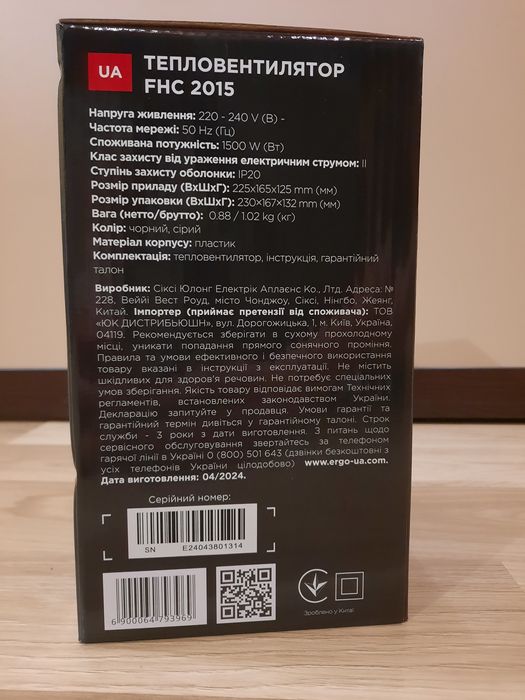 UA
ТЕПЛОВЕНТИЛЯТОР
FHC 2015
Напруга живлення: 220 - 240 V (В) ~
Частота мережі: 50 Hz (Гц)
Споживана потужність: 1500 W (Вт)
Клас захисту від ураження електричним струмом: II
Ступінь захисту оболонки: IP20
Розмір приладу (ВхШхГ): 225x165x125 mm (мм)
Розмір упаковки (ВхШхГ): 230×167×132 mm (мм)
Вага (нетто/брутто): 0.88 / 1.02 kg (кг)
Колір: чорний, сірий
Матеріал корпусу: пластик
Комплектація: тепловентилятор, інструкція, гарантійний
талон
Виробник: Сіксі Юлонг Електрік Аплаєнс Ко., Лтд. Адреса: №
228, Веййі Вест Роуд, місто Чонджоу, Сіксі, Нінгбо, Жеянг,
Китай. Імпортер (приймає претензії від споживача): ТОВ
«ЮК ДИСТРИБЬЮШН», вул. Дорогожицька, 1, м. Київ, Україна,
04119. Рекомендується зберігати в сухому прохолодному
місці, уникати попадання прямого сонячного проміння.
Правила та умови ефективного і безпечного використання
товару вказані в інструкції з експлуатації. Не містить
шкідливих для здоров'я речовин. Не потребує спеціальних
умов зберігання. Якість товару відповідає вимогам Технічних
регламентів, встановлених законодавством України.
Декларацію запитуйте у продавця. Умови гарантії та
гарантійний термін дивіться у гарантійному талоні. Строк
служби - 3 роки з дати виготовлення. З питань щодо
сервісного обслуговування звертайтесь за телефоном
гарячої лінії в Україні 0 (800) 501 643 (дзвінки безкоштовні з
усіх телефонів України цілодобово) www.ergo-ua.com.
Дата виготовлення: 04/2024.
Серійний номер:
SN E24043801314
6 900064 793969
Зроблено у Китаї